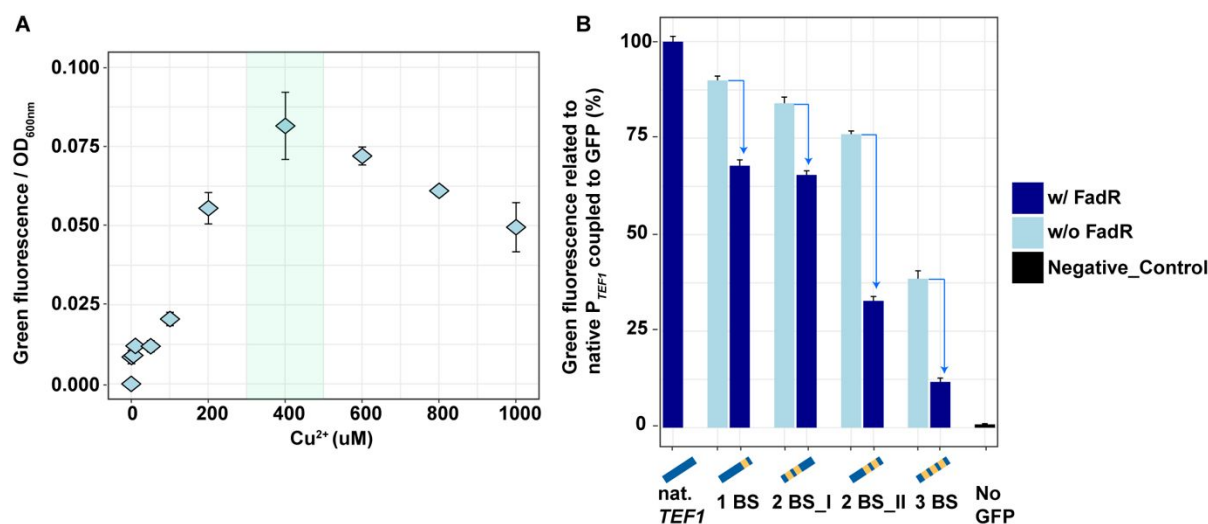 A
Green fluorescence / OD600nm
0.100
0.075
0.050
0.025
0.000
0
200
400
600
800
1000
Cu2+ (uM)
B
Green fluorescence related to
native PTEF1 coupled to GFP (%)
100
75
50
25
0
nat.
TEF1
1 BS
2 BS_I
2 BS_II
3 BS
No
GFP
w/ FadR
w/o FadR
Negative_Control